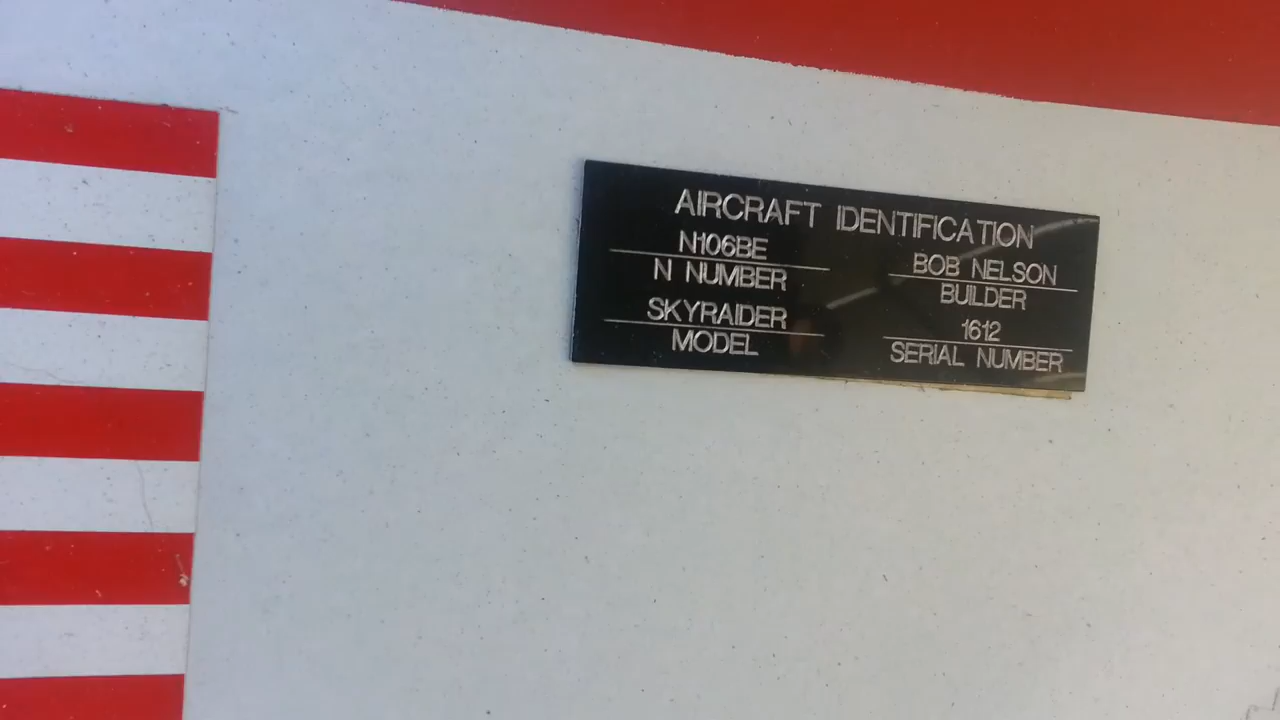 AIRCRAFT IDENTIFICATION
N106BE
N NUMBER
BOB NELSON
BUILDER
SKYRAIDER
MODEL
1612
SERIAL NUMBER